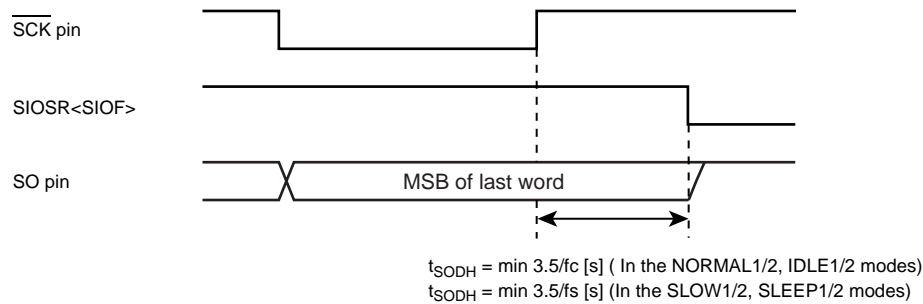 SCK pin
SIOSR<SIOF>
SO pin
MSB of last word
tSODH = min 3.5/fc [s] ( In the NORMAL1/2, IDLE1/2 modes)
tSODH = min 3.5/fs [s] (In the SLOW1/2, SLEEP1/2 modes)